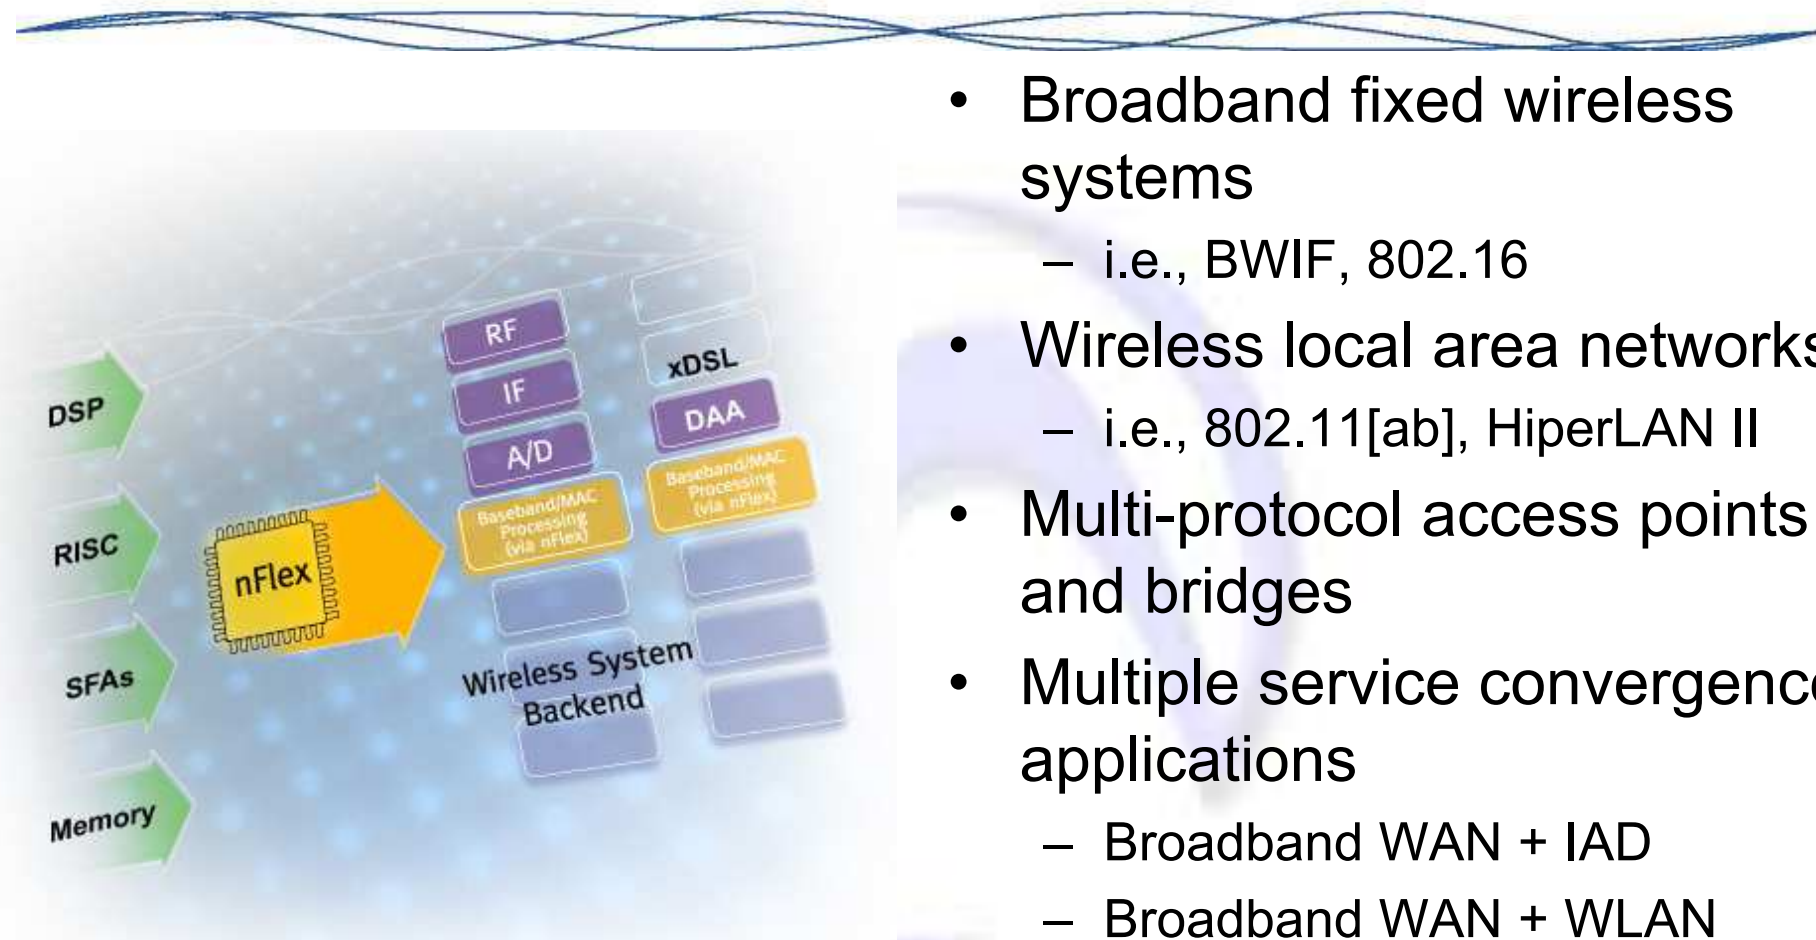 • Broadband fixed wireless
systems
– i.e., BWIF, 802.16
• Wireless local area networks
– i.e., 802.11[ab], HiperLAN II
• Multi-protocol access points
and bridges
• Multiple service convergence
applications
– Broadband WAN + IAD
– Broadband WAN + WLAN
DSP
RISC
SFAs
Memory
nFlex
RF
IF
A/D
Baseband/MAC
Processing
(via nFlex)
xDSL
DAA
Baseband/MAC
Processing
(via nFlex)
Wireless System
Backend